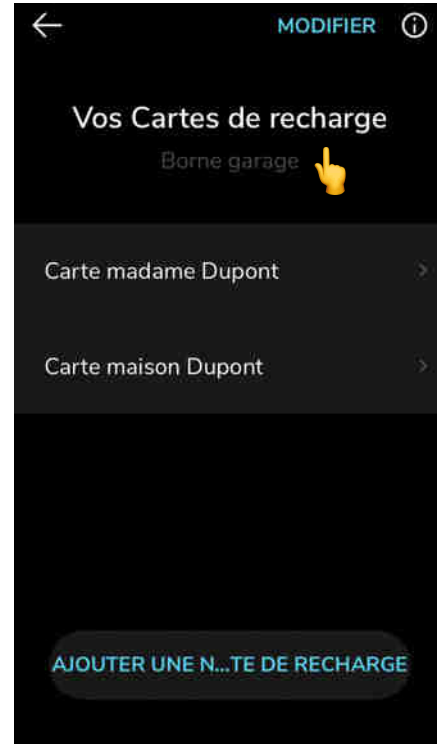 MODIFIER
Vos Cartes de recharge
Borne garage
Carte madame Dupont
Carte maison Dupont
AJOUTER UNE N...TE DE RECHARGE